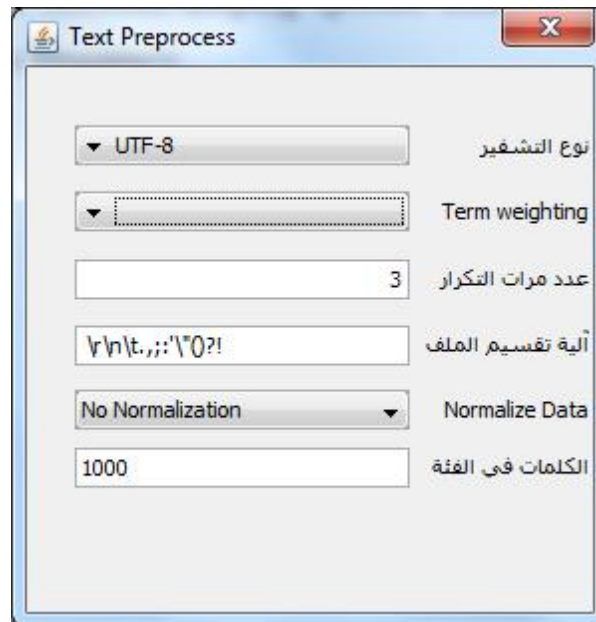 Text Preprocess
نوع التشفير UTF-8
Term weighting
عدد مرات التكرار 3
آلية تقسيم الملف \r\n\t.,;:'\"()?!
Normalize Data No Normalization
الكلمات في الفئة 1000